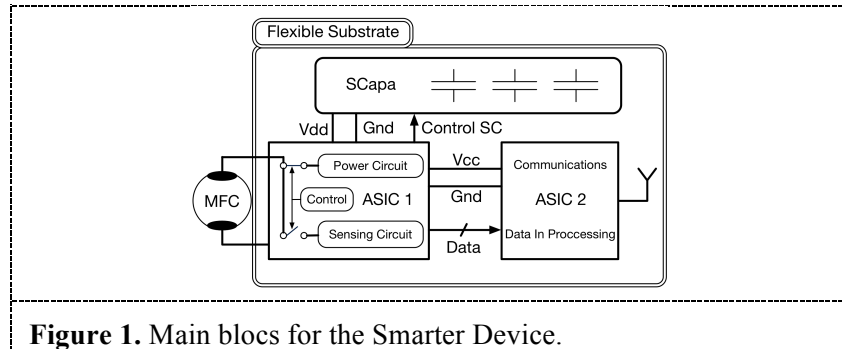 Flexible Substrate
SCapa
Vdd Gnd Control SC
Power Circuit Vcc Communications
Gnd
MFC Control ASIC 1 ASIC 2
Sensing Circuit Data In Proccessing
Data
Figure 1. Main blocs for the Smarter Device.